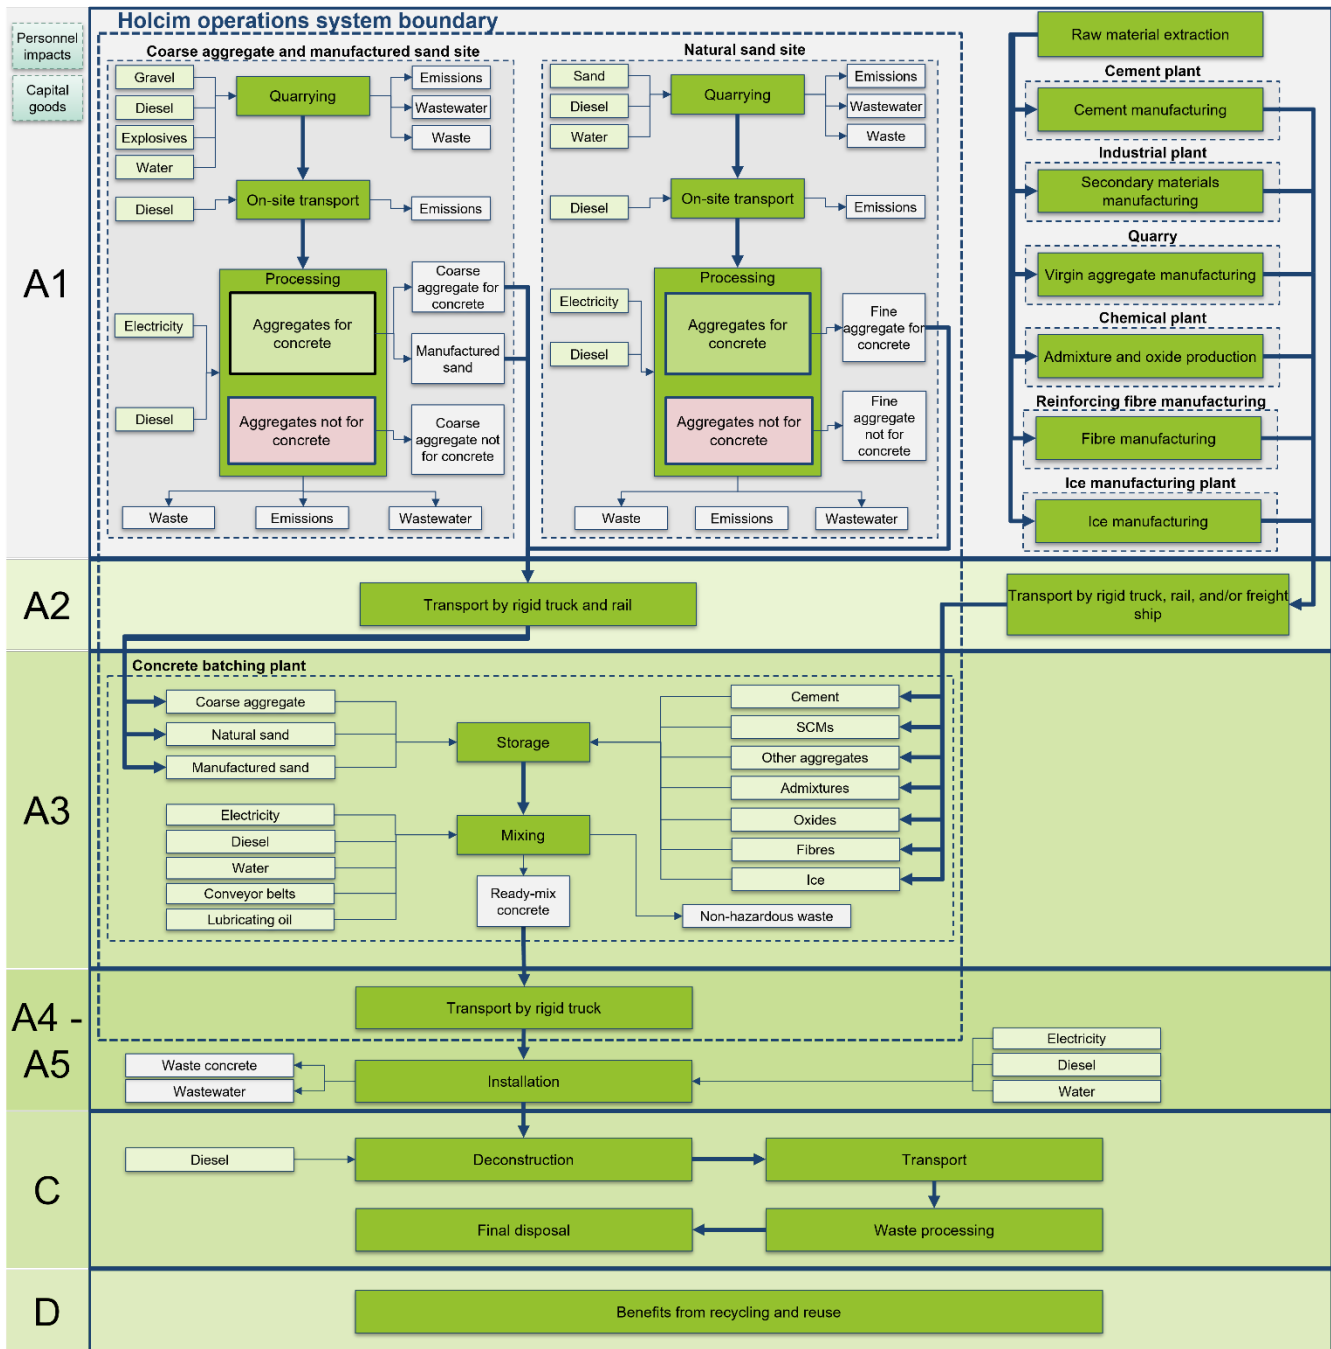 Holcim operations system boundary
Personnel
impacts
Capital
goods
A1
Coarse aggregate and manufactured sand site
Gravel
Diesel
Explosives
Water
Quarrying
Emissions
Wastewater
Waste
Diesel
On-site transport
Emissions
Electricity
Diesel
Processing
Aggregates for
concrete
Aggregates not for
concrete
Coarse
aggregate for
concrete
Manufactured
sand
Coarse
aggregate not
for concrete
Waste
Emissions
Wastewater
Natural sand site
Sand
Diesel
Water
Quarrying
Emissions
Wastewater
Waste
Diesel
On-site transport
Emissions
Electricity
Diesel
Processing
Aggregates for
concrete
Aggregates not for
concrete
Fine
aggregate for
concrete
Fine
aggregate
not for
concrete
Waste
Emissions
Wastewater
Raw material extraction
Cement plant
Cement manufacturing
Industrial plant
Secondary materials
manufacturing
Quarry
Virgin aggregate manufacturing
Chemical plant
Admixture and oxide production
Reinforcing fibre manufacturing
Fibre manufacturing
Ice manufacturing plant
Ice manufacturing
A2
Transport by rigid truck and rail
Transport by rigid truck, rail, and/or freight
ship
A3
Concrete batching plant
Coarse aggregate
Natural sand
Manufactured sand
Electricity
Diesel
Water
Conveyor belts
Lubricating oil
Storage
Mixing
Ready-mix
concrete
Cement
SCMs
Other aggregates
Admixtures
Oxides
Fibres
Ice
Non-hazardous waste
A4 -
A5
Transport by rigid truck
Waste concrete
Wastewater
Installation
Electricity
Diesel
Water
C
Diesel
Deconstruction
Transport
Final disposal
Waste processing
D
Benefits from recycling and reuse